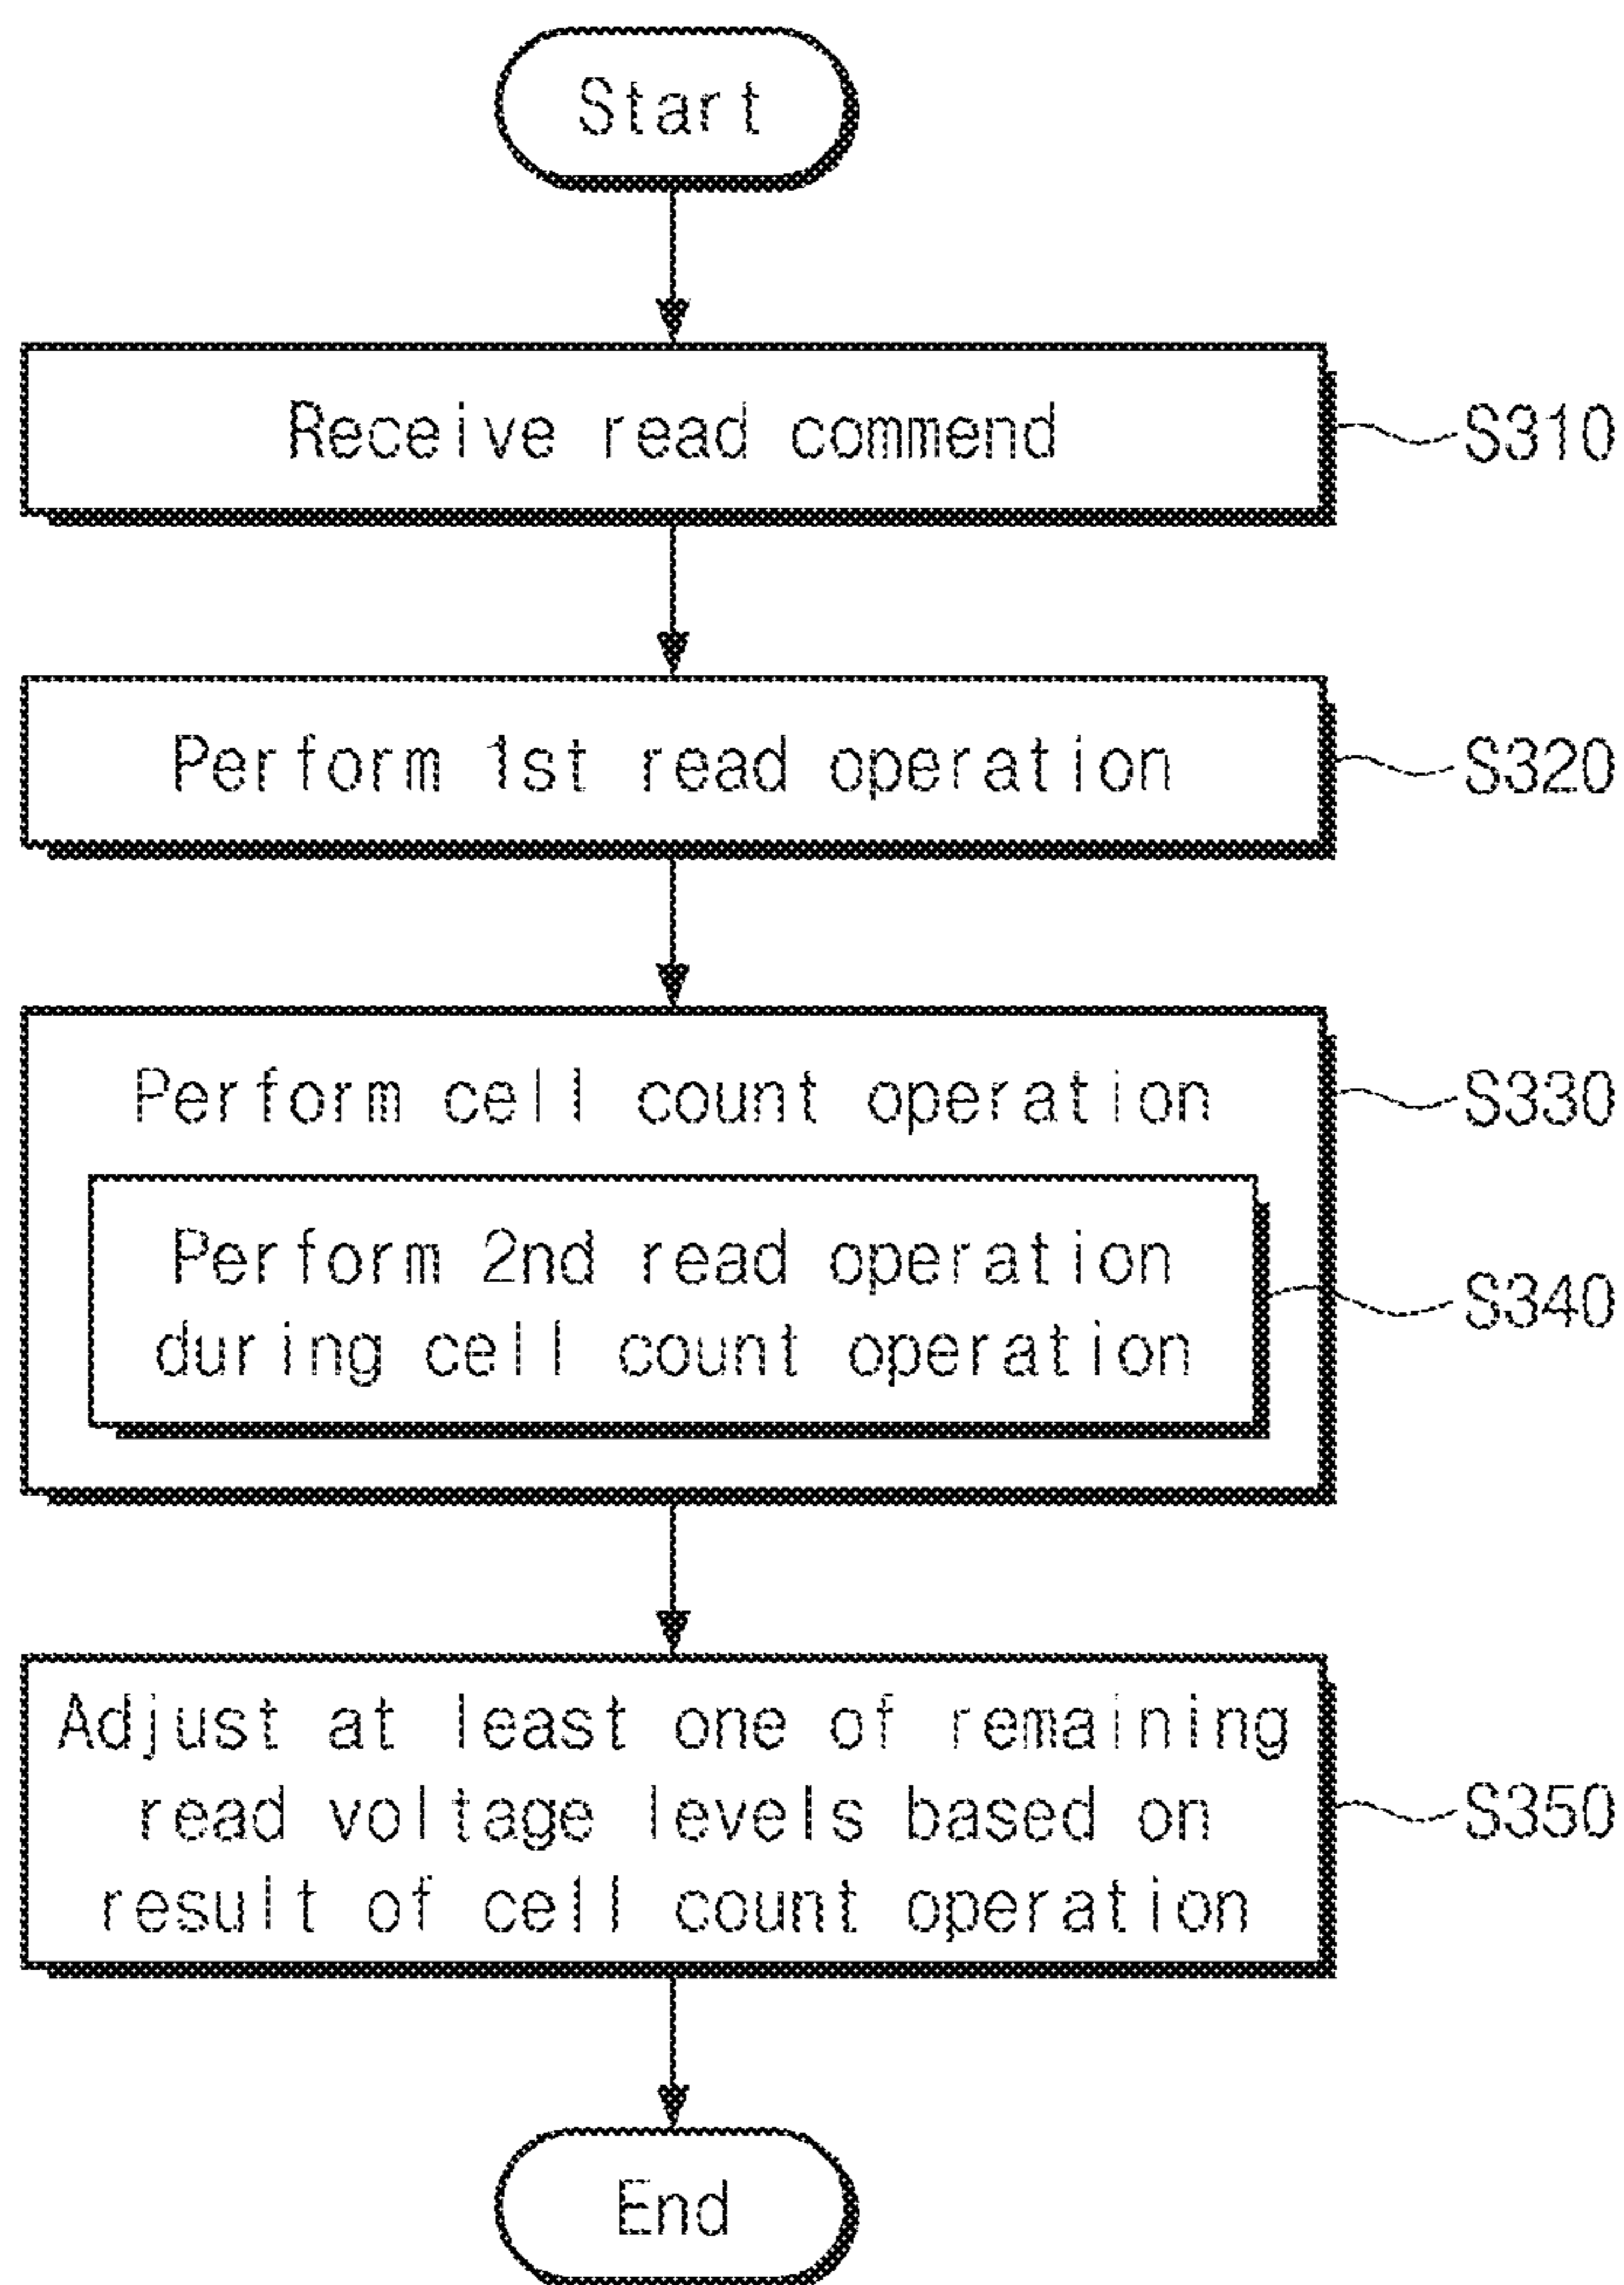 Start
Receive read commend
S310
Perform 1st read operation
S320
Perform cell count operation
S330
Perform 2nd read operation
during cell count operation
S340
Adjust at least one of remaining
read voltage levels based on
result of cell count operation
S350
End